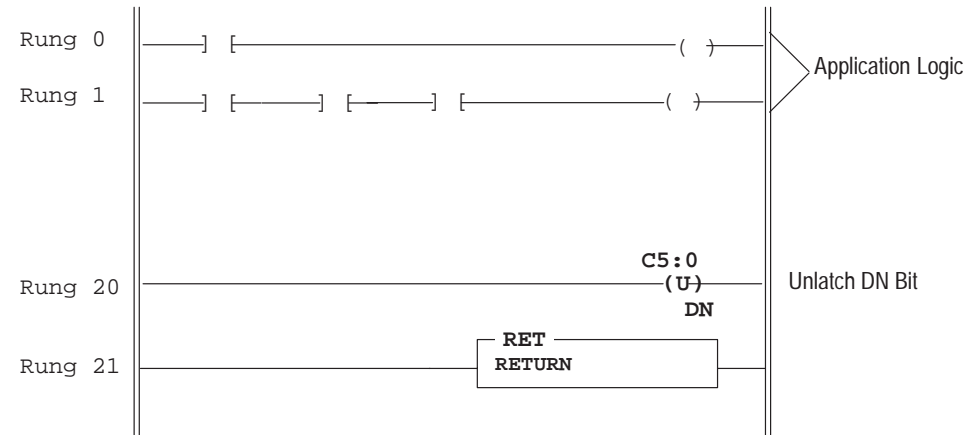 Rung 0
Application Logic
Rung 1
C5:0
Rung 20
(U)
Unlatch DN Bit
DN
RET
Rung 21
RETURN